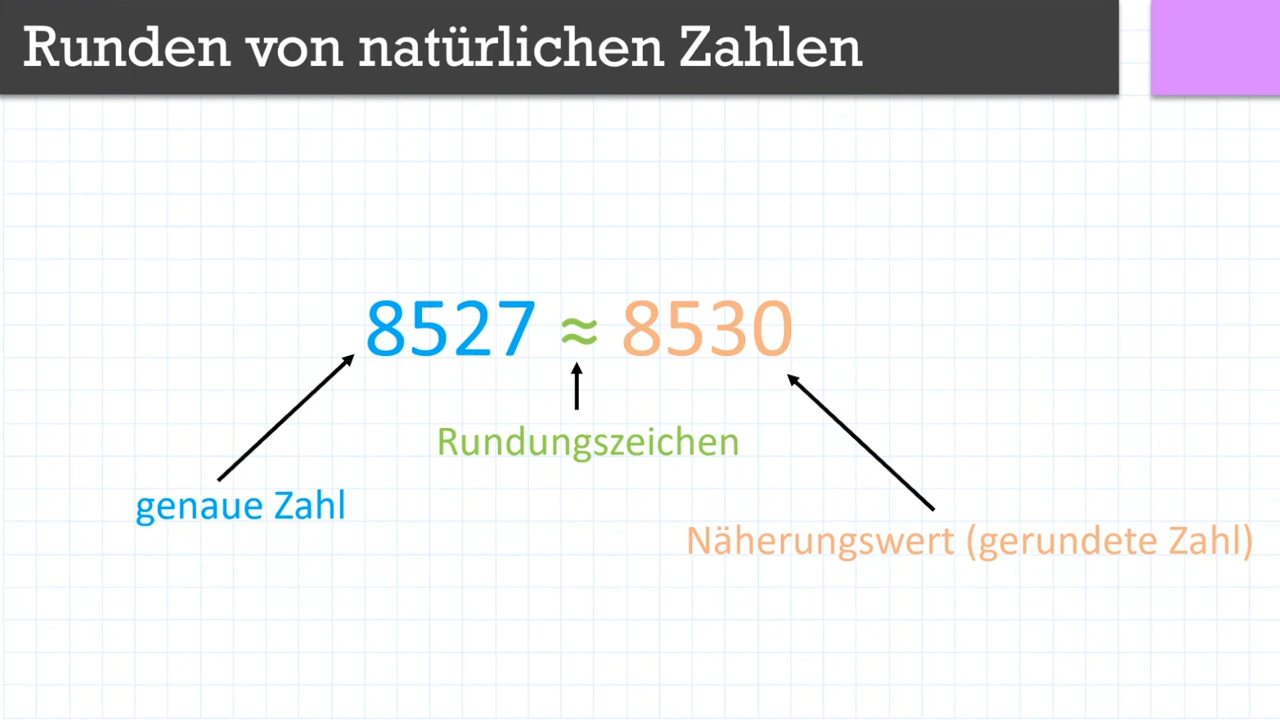 Runden von natürlichen Zahlen
8527 ≈ 8530
Rundungszeichen
genaue Zahl
Näherungswert (gerundete Zahl)